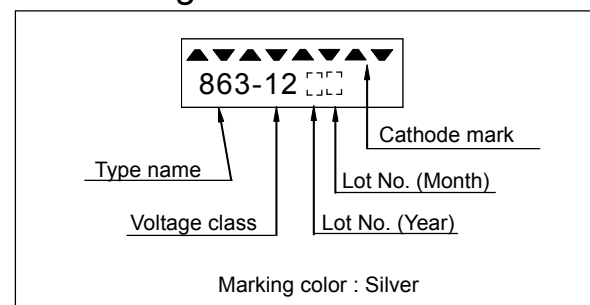 863-12
Cathode mark
Type name
Lot No. (Month)
Voltage class
Lot No. (Year)
Marking color : Silver